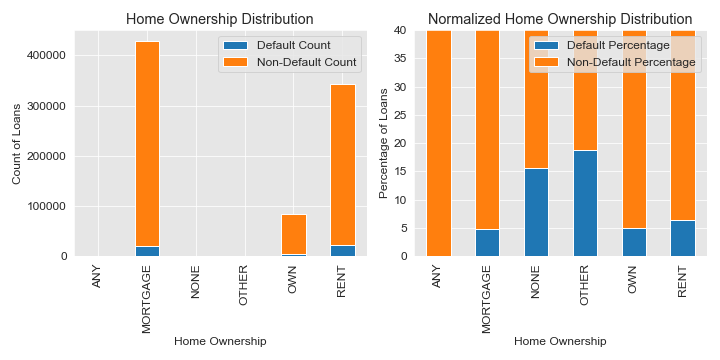 Home Ownership Distribution
Default Count
Non-Default Count
Count of Loans
400000
300000
200000
100000
0
ANY
MORTGAGE
NONE
OTHER
OWN
RENT
Home Ownership
Normalized Home Ownership Distribution
Default Percentage
Non-Default Percentage
Percentage of Loans
40
35
30
25
20
15
10
5
0
ANY
MORTGAGE
NONE
OTHER
OWN
RENT
Home Ownership